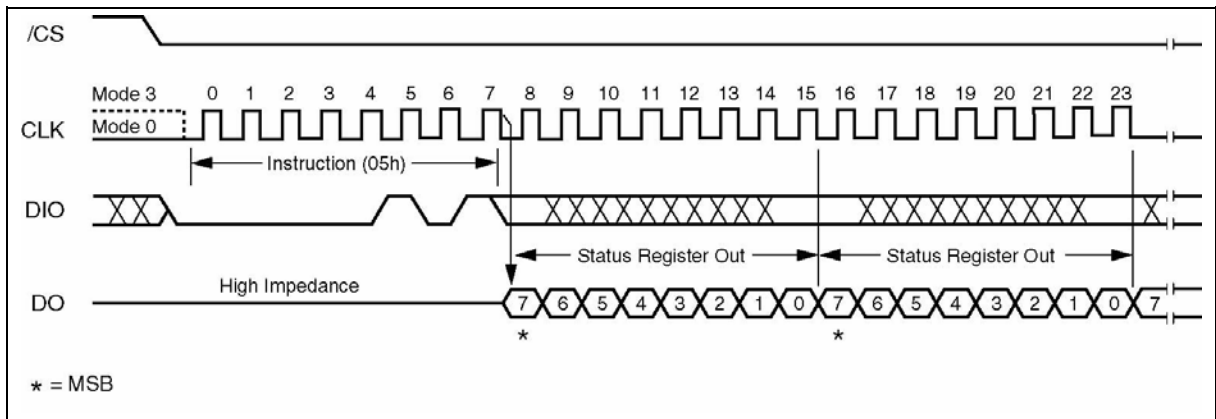 /CS
Mode 3 0 1 2 3 4 5 6 7 8 9 10 11 12 13 14 15 16 17 18 19 20 21 22 23
CLK Mode 0
Instruction (05h)
DIO
Status Register Out Status Register Out
High Impedance
DO 7 6 5 4 3 2 1 0 7 6 5 4 3 2 1 0 7
* *
* = MSB